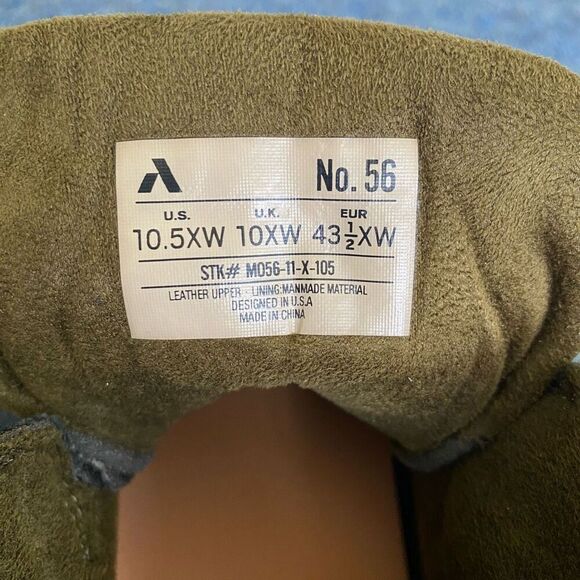 No. 56
U.S. U.K. EUR
10.5XW 10XW 43½XW
STK# M056-11-X-105
LEATHER UPPER - LINING:MANMADE MATERIAL
DESIGNED IN U.S.A
MADE IN CHINA